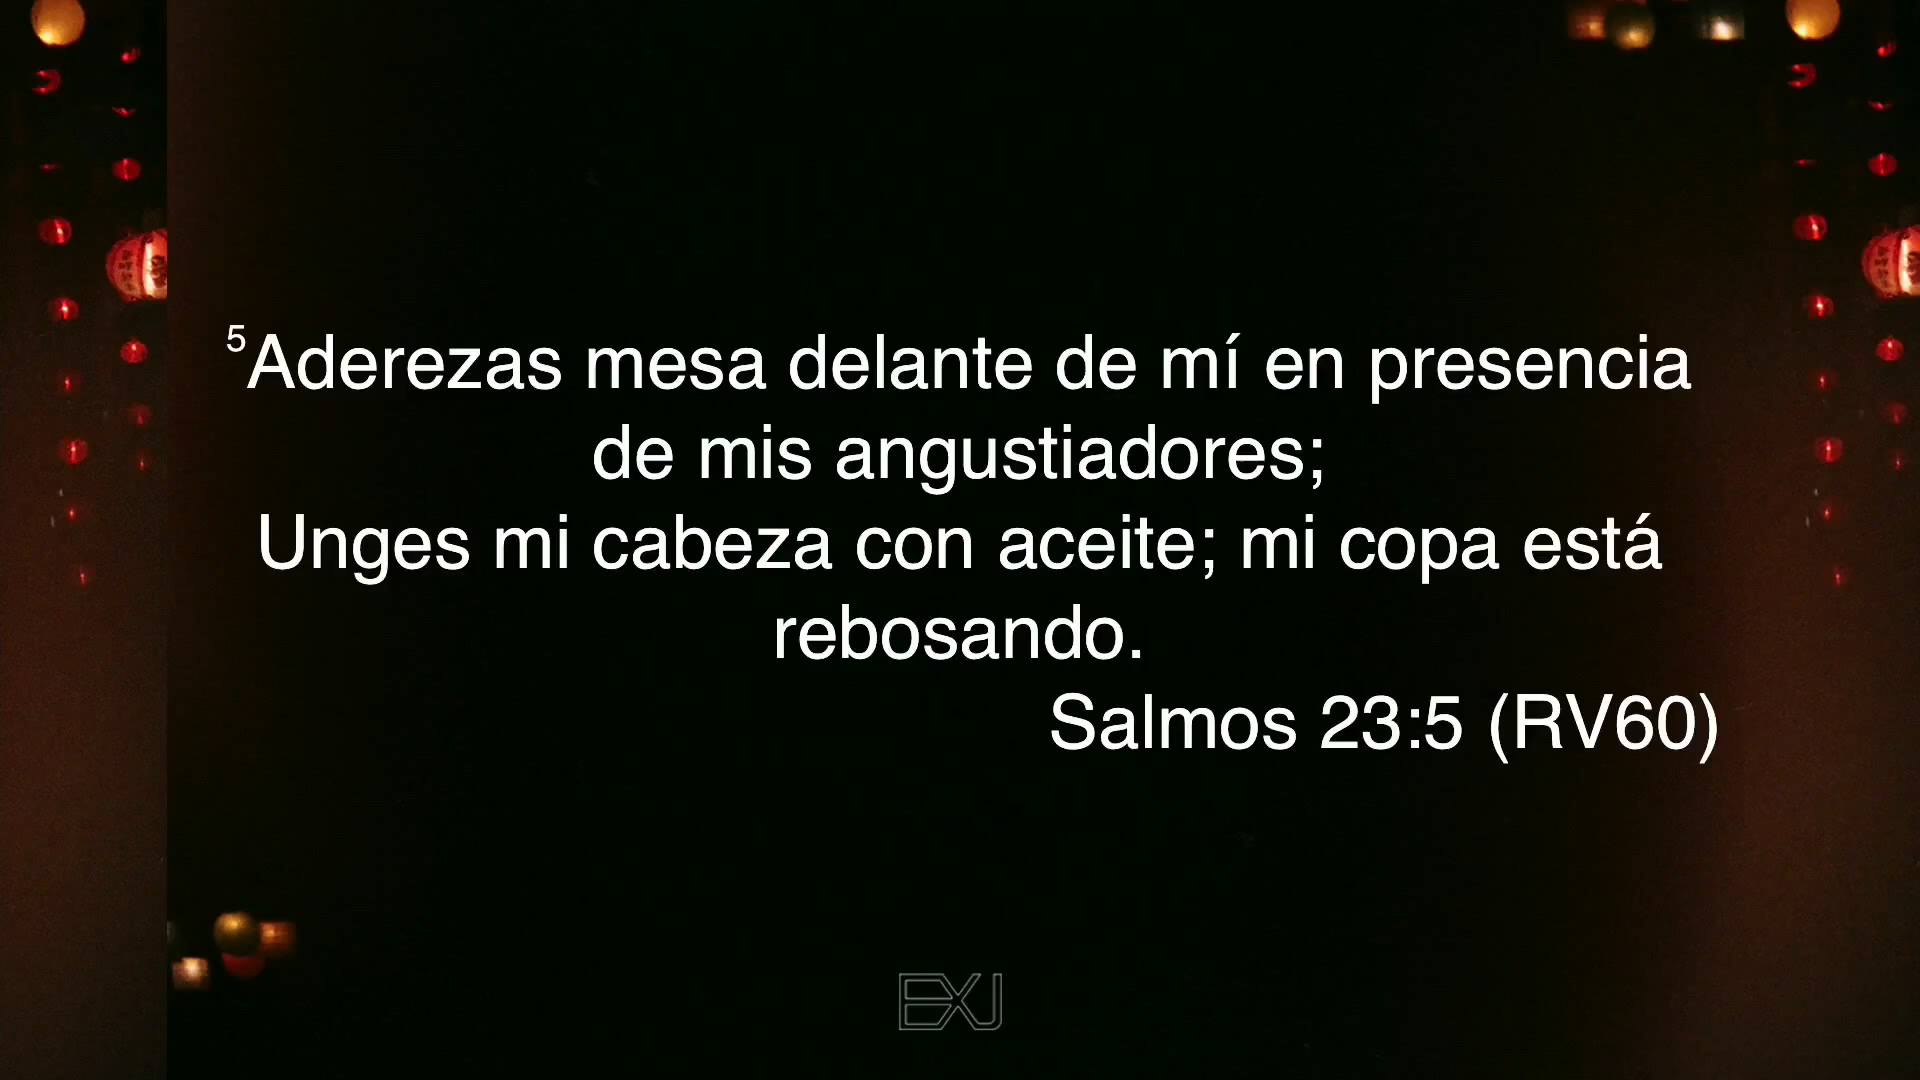 ⁵Aderezas mesa delante de mí en presencia
de mis angustiadores;
Unges mi cabeza con aceite; mi copa está
rebosando.
Salmos 23:5 (RV60)
EXJ